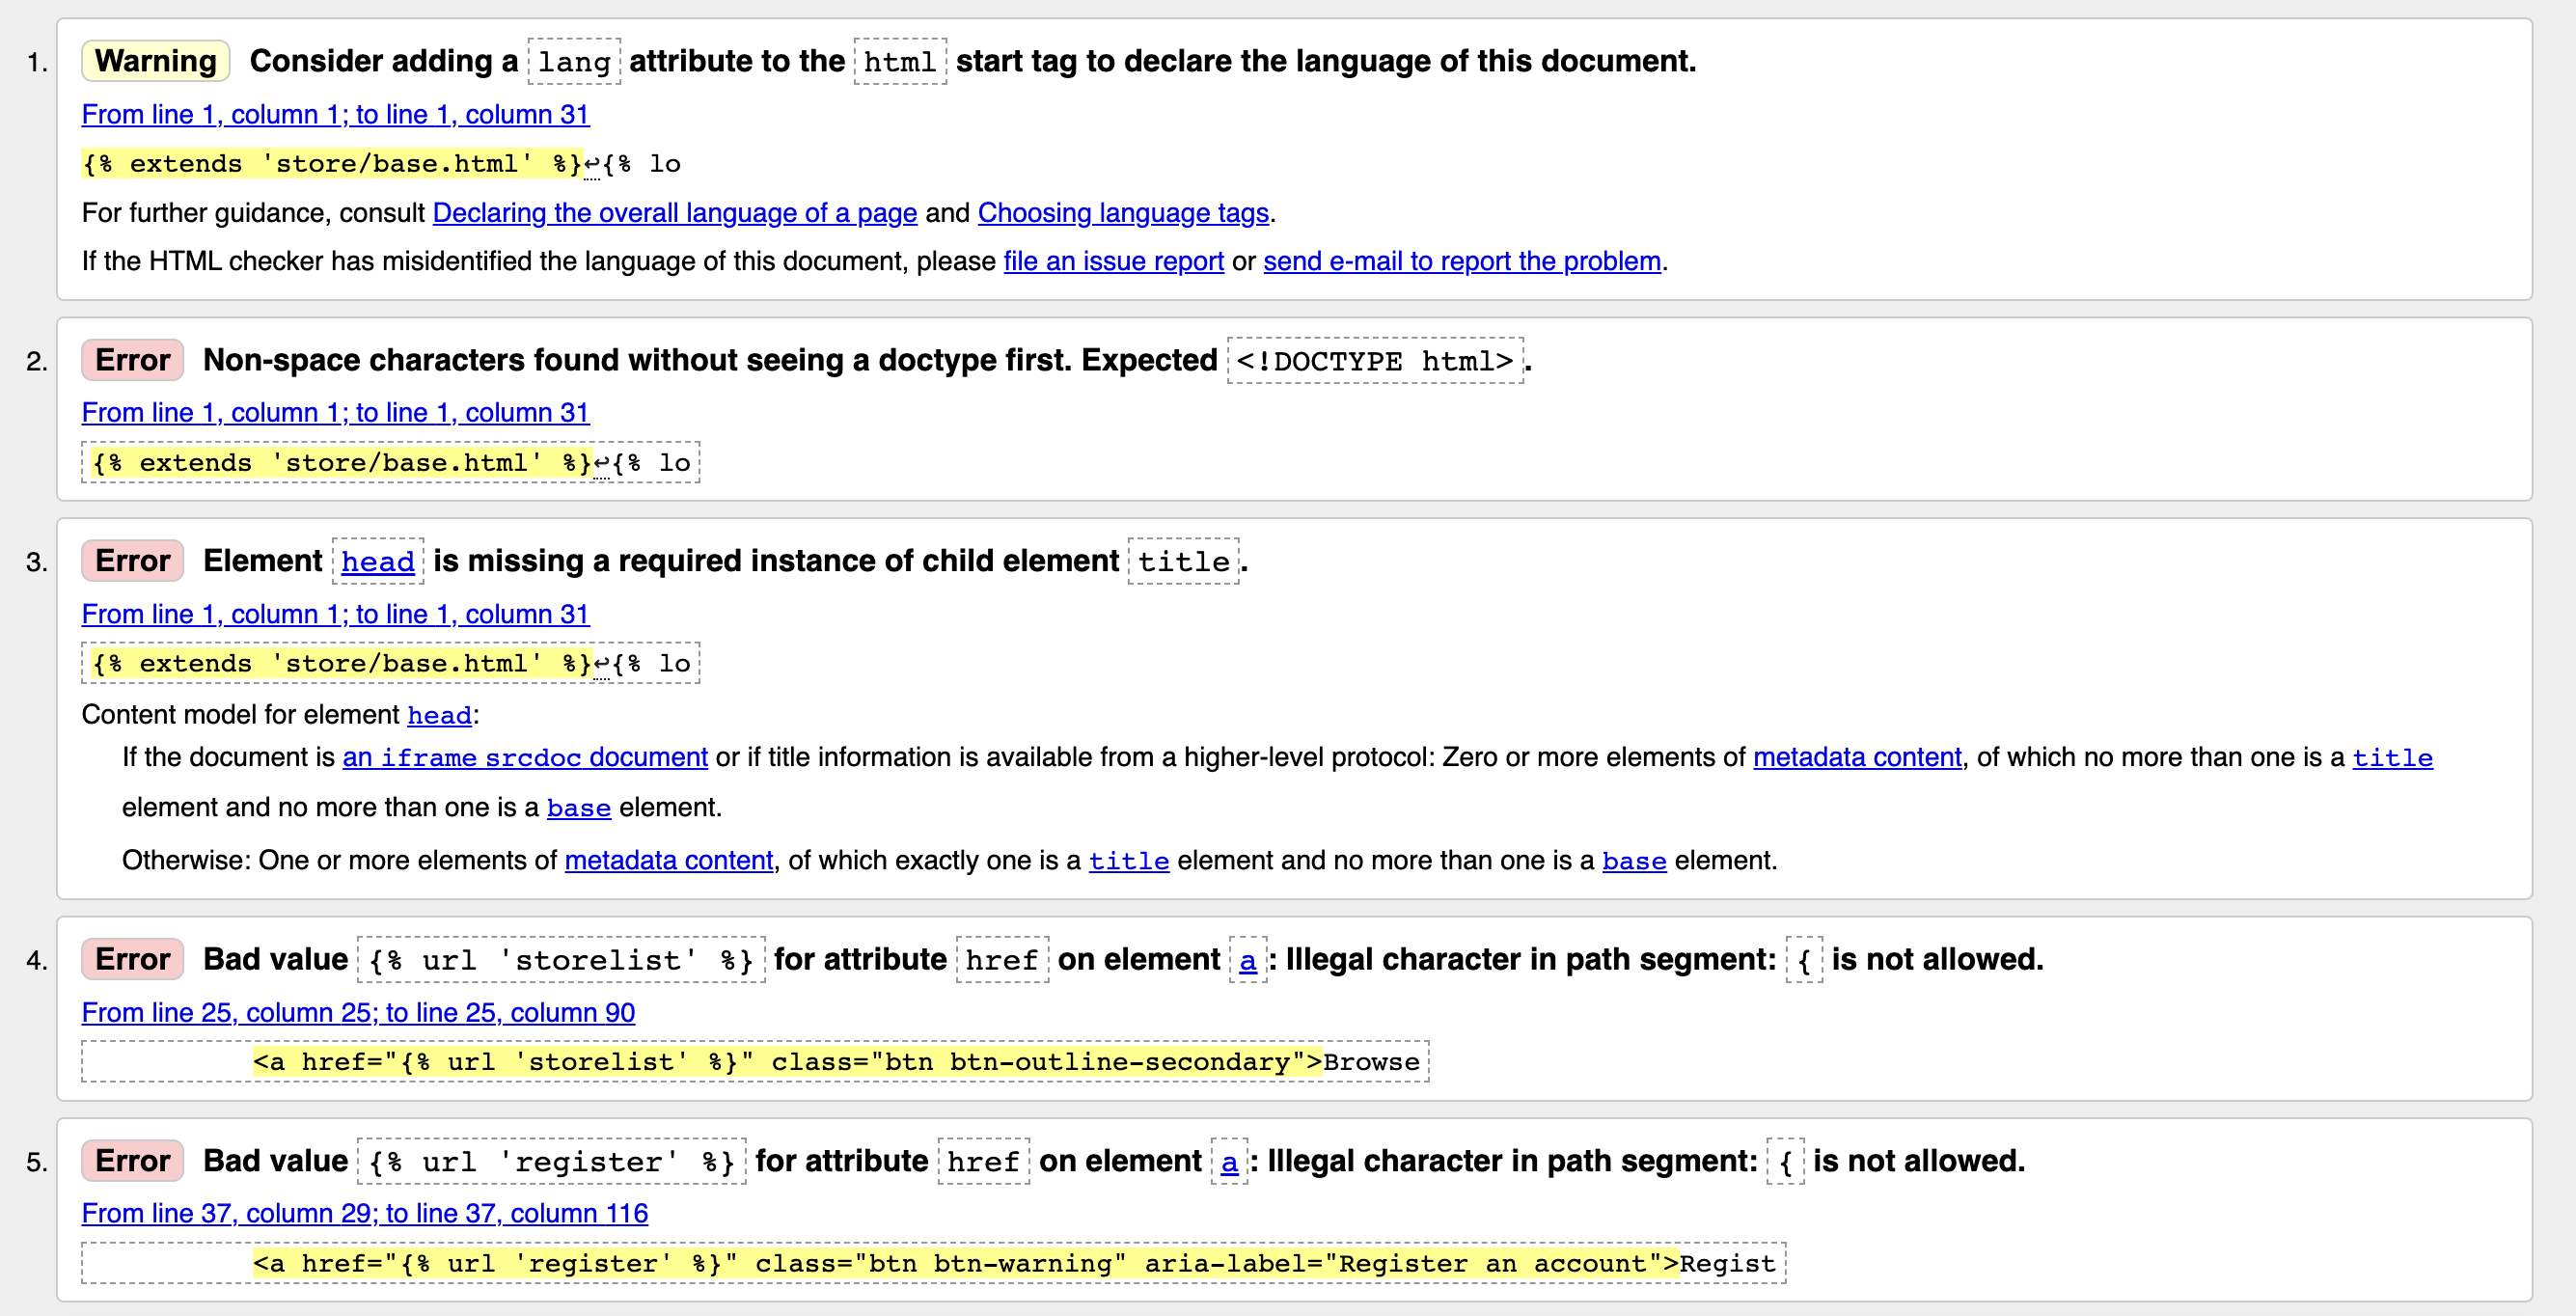 1. Warning Consider adding a lang attribute to the html start tag to declare the language of this document.
From line 1, column 1; to line 1, column 31
{% extends 'store/base.html' %}↩{% lo
For further guidance, consult Declaring the overall language of a page and Choosing language tags.
If the HTML checker has misidentified the language of this document, please file an issue report or send e-mail to report the problem.
2. Error Non-space characters found without seeing a doctype first. Expected <!DOCTYPE html>.
From line 1, column 1; to line 1, column 31
{% extends 'store/base.html' %}↩{% lo
3. Error Element head is missing a required instance of child element title.
From line 1, column 1; to line 1, column 31
{% extends 'store/base.html' %}↩{% lo
Content model for element head:
If the document is an iframe srcdoc document or if title information is available from a higher-level protocol: Zero or more elements of metadata content, of which no more than one is a title
element and no more than one is a base element.
Otherwise: One or more elements of metadata content, of which exactly one is a title element and no more than one is a base element.
4. Error Bad value {% url 'storelist' %} for attribute href on element a: Illegal character in path segment: { is not allowed.
From line 25, column 25; to line 25, column 90
<a href="{% url 'storelist' %}" class="btn btn-outline-secondary">Browse
5. Error Bad value {% url 'register' %} for attribute href on element a: Illegal character in path segment: { is not allowed.
From line 37, column 29; to line 37, column 116
<a href="{% url 'register' %}" class="btn btn-warning" aria-label="Register an account">Regist